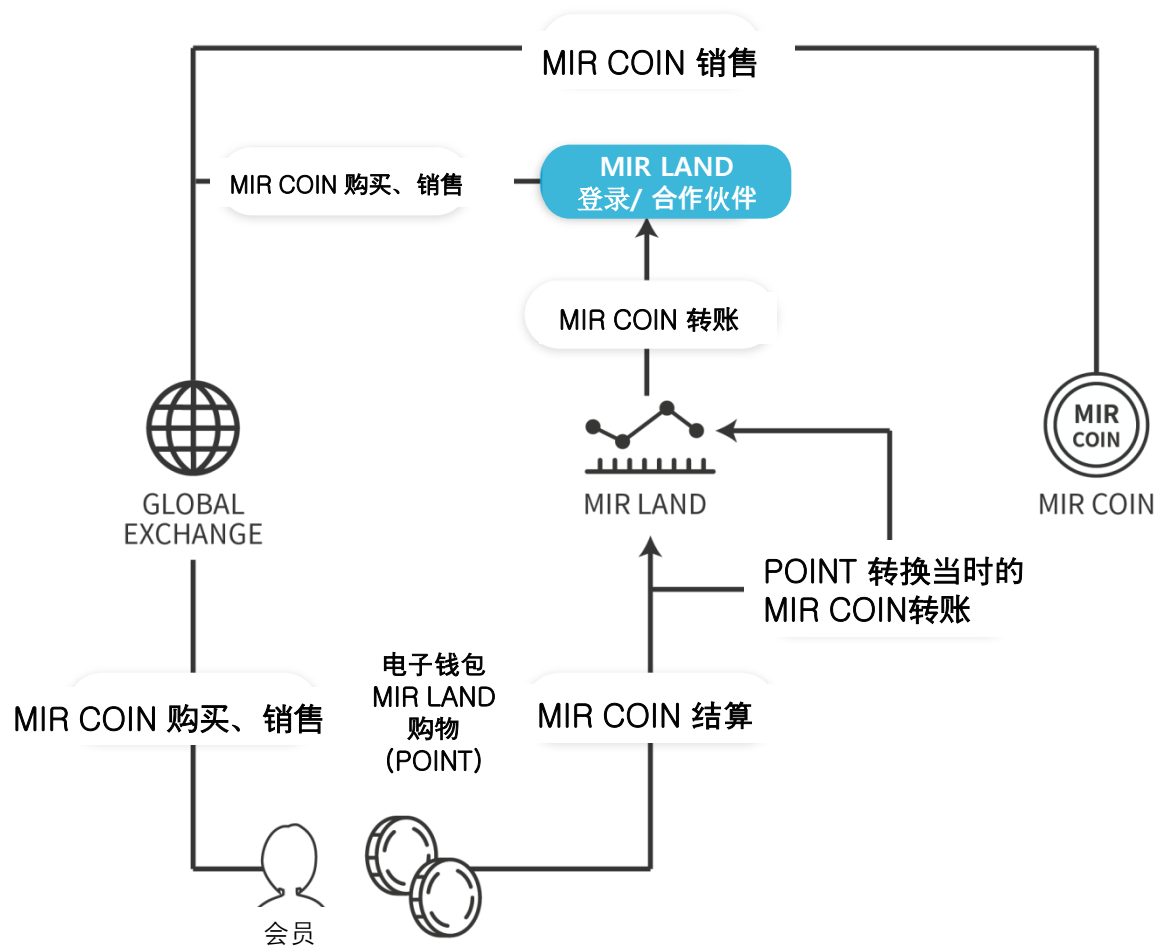 MIR COIN 销售
MIR LAND
登录/ 合作伙伴
MIR COIN 购买、销售
MIR COIN 转账
MIR
COIN
GLOBAL
EXCHANGE
MIR LAND
MIR COIN
POINT 转换当时的
MIR COIN转账
电子钱包
MIR LAND
购物
(POINT)
MIR COIN 购买、销售
MIR COIN 结算
会员